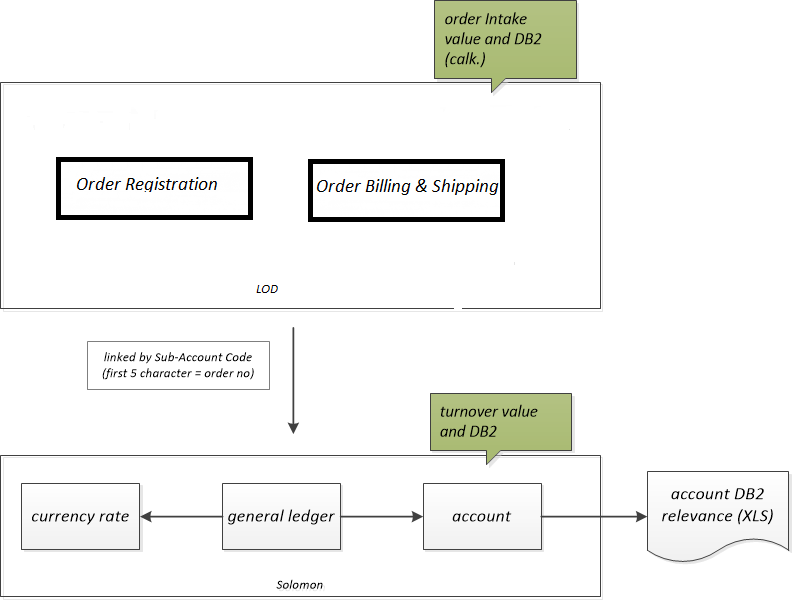 order Intake
value and DB2
(calk.)
Order Registration
Order Billing & Shipping
LOD
linked by Sub-Account Code
(first 5 character = order no)
turnover value
and DB2
currency rate
general ledger
account
account DB2
relevance (XLS)
Solomon